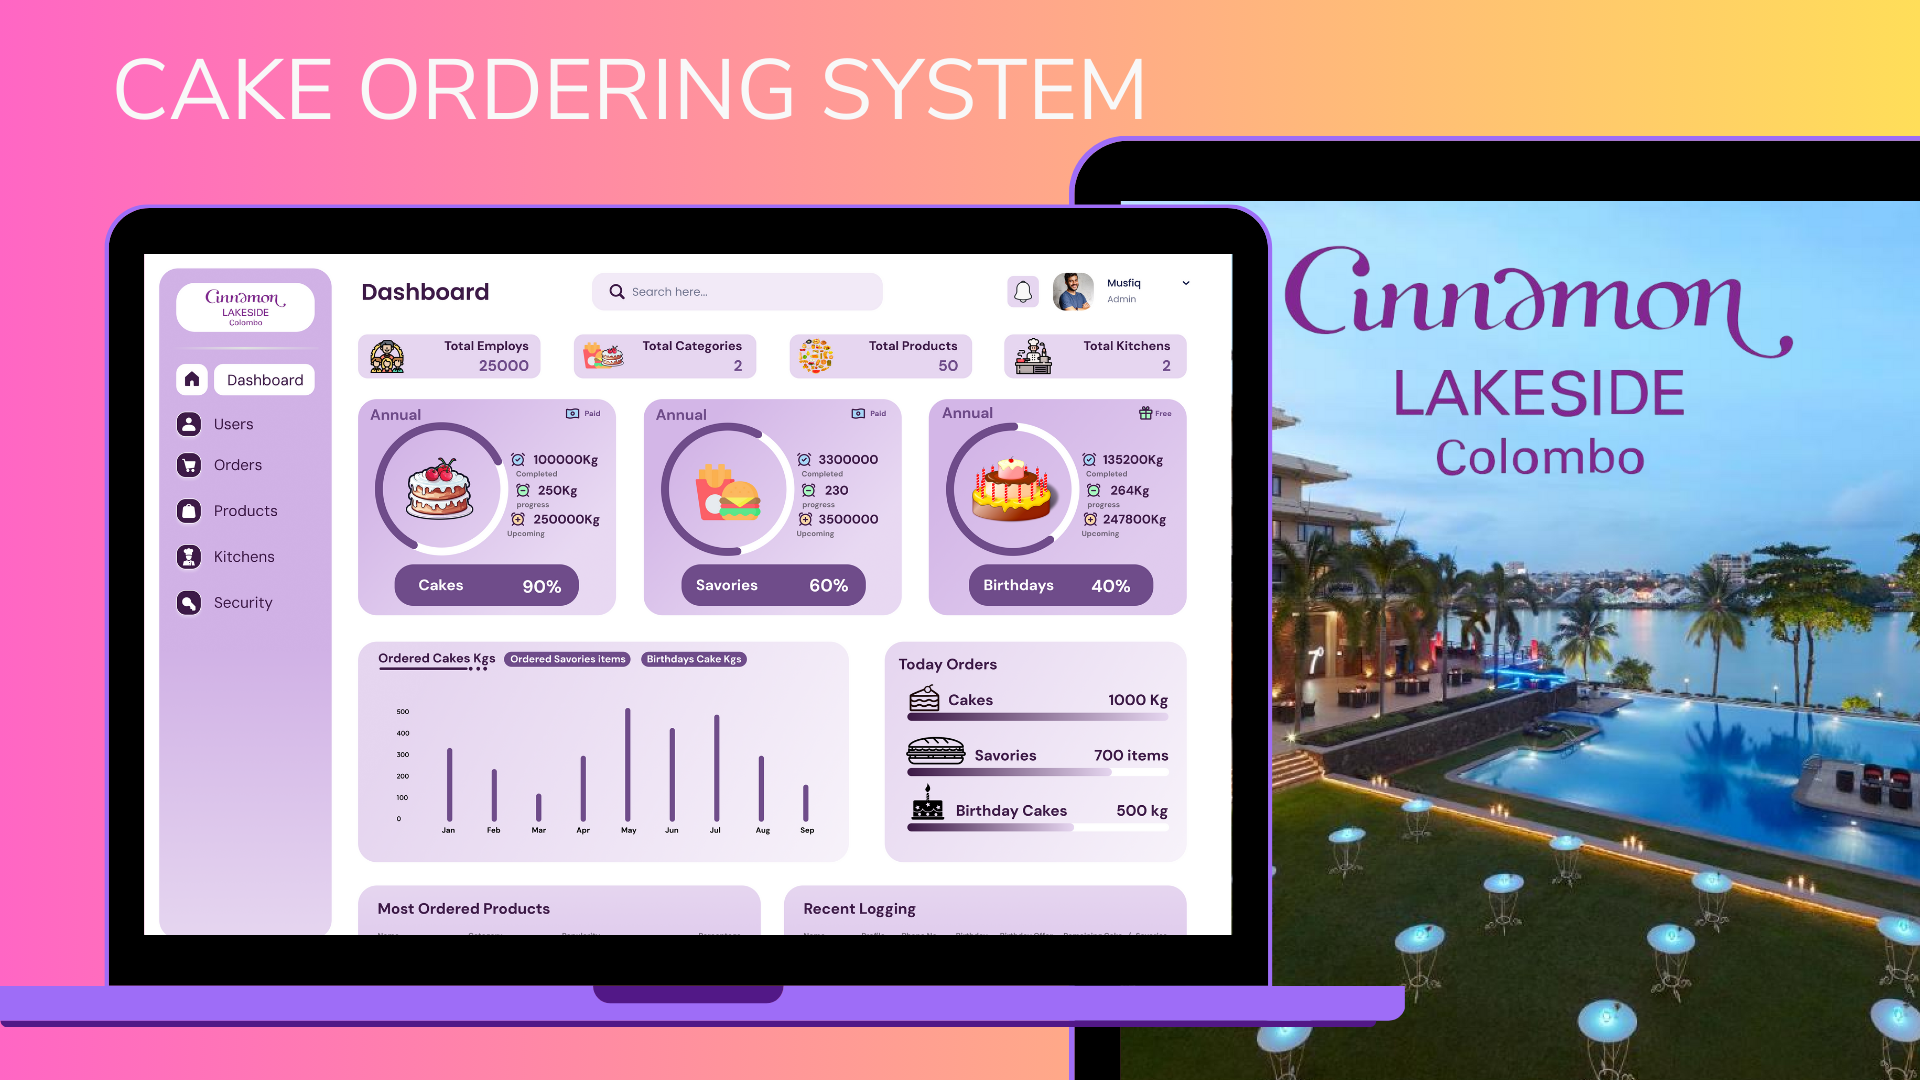 CAKE ORDERING SYSTEM
Cinnamon
LAKESIDE
Colombo
Cinnamon
LAKESIDE
Colombo
Dashboard
Users
Orders
Products
Kitchens
Security
Dashboard
Search here...
Musfiq
Admin
Total Employs
25000
Total Categories
2
Total Products
50
Total Kitchens
2
Annual
Paid
100000Kg
Completed
250Kg
progress
250000Kg
Upcoming
Cakes 90%
Annual
Paid
3300000
Completed
230
progress
3500000
Upcoming
Savories 60%
Annual
Free
135200Kg
Completed
264Kg
progress
247800Kg
Upcoming
Birthdays 40%
Ordered Cakes Kgs Ordered Savories items Birthdays Cake Kgs
500
400
300
200
100
0
Jan Feb Mar Apr May Jun Jul Aug Sep
Today Orders
Cakes 1000 Kg
Savories 700 items
Birthday Cakes 500 kg
Most Ordered Products
Recent Logging